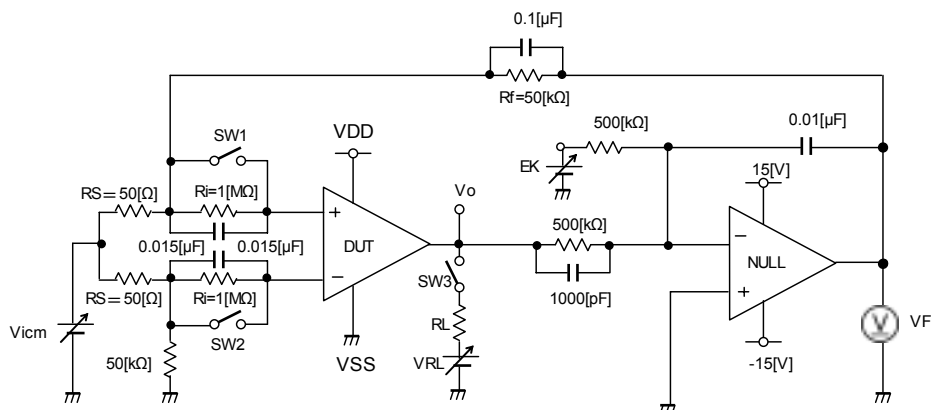 0.1[µF]
Rf=50[kΩ]
0.01[µF]
500[kΩ]
EK
15[V]
SW1
VDD
RS=50[Ω]
Ri=1[MΩ]
Vo
0.015[µF]
0.015[µF]
+
−
DUT
500[kΩ]
1000[pF]
−
+
NULL
RS=50[Ω]
Ri=1[MΩ]
SW3
V
VF
Vicm
SW2
50[kΩ]
VSS
RL
VRL
-15[V]